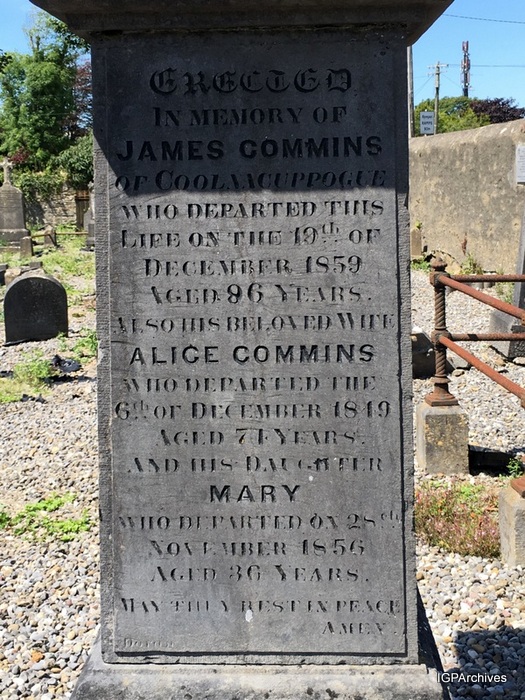 ERECTED
IN MEMORY OF
JAMES COMMINS
OF COOLNACUPPOGUE
WHO DEPARTED THIS
LIFE ON THE 19th OF
DECEMBER 1859
AGED 96 YEARS.
ALSO HIS BELOVED WIFE
ALICE COMMINS
WHO DEPARTED THE
6th OF DECEMBER 1849
AGED 71 YEARS.
AND HIS DAUGHTER
MARY
WHO DEPARTED ON 28th
NOVEMBER 1856
AGED 36 YEARS.
MAY THEY REST IN PEACE
AMEN.
IGPArchives